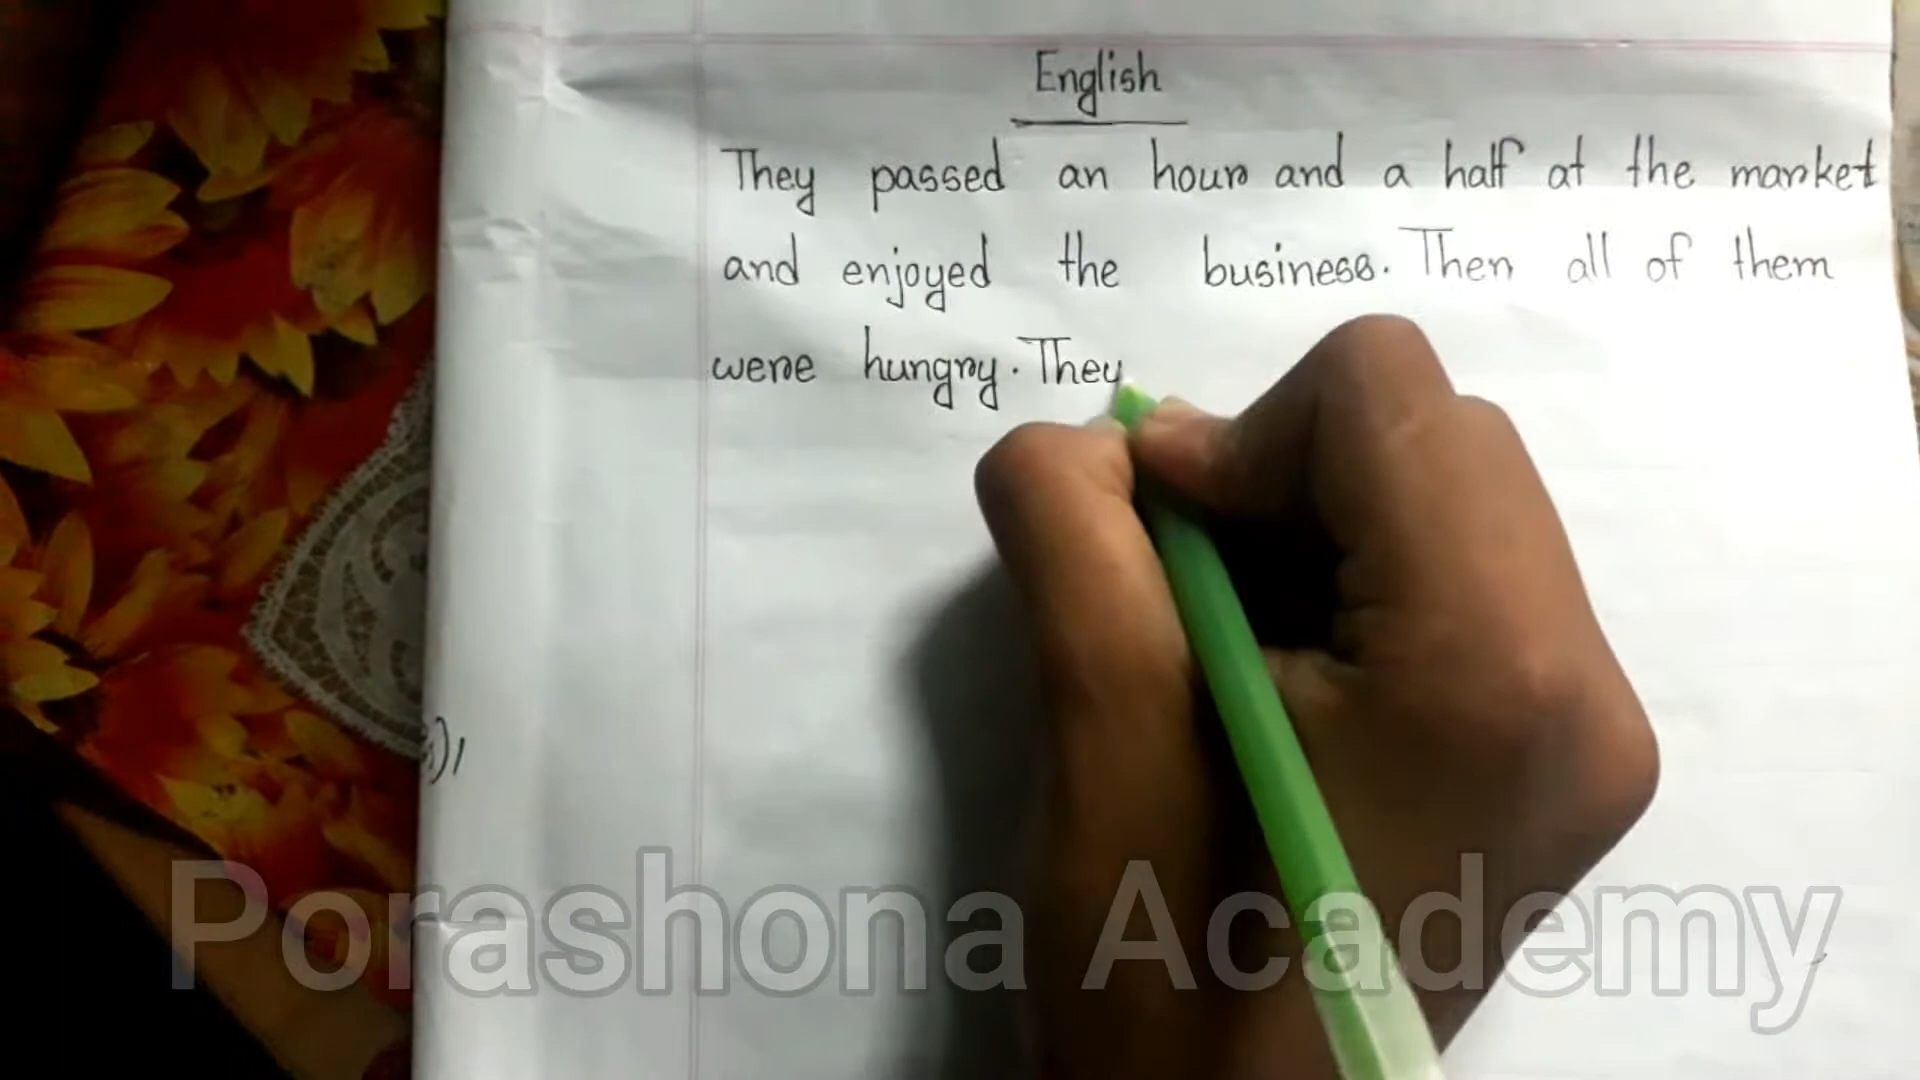 English
They passed an hour and a half at the market
and enjoyed the business. Then all of them
were hungry. They
Porashona Academy